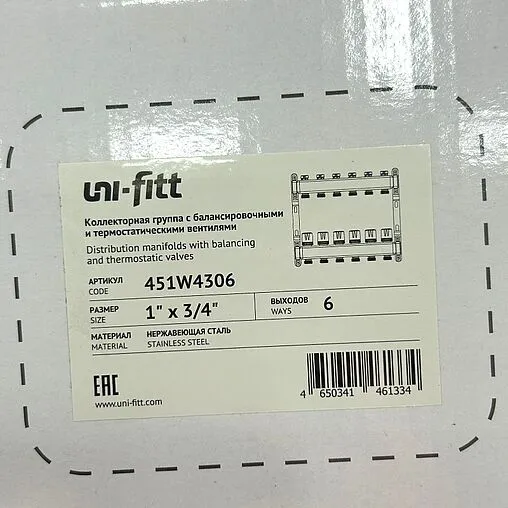 uni-fitt
Коллекторная группа с балансировочными
и термостатическими вентилями
Distribution manifolds with balancing
and thermostatic valves
АРТИКУЛ
CODE
451W4306
РАЗМЕР
SIZE
1" x 3/4"
ВЫХОДОВ
WAYS
6
МАТЕРИАЛ
MATERIAL
НЕРЖАВЕЮЩАЯ СТАЛЬ
STAINLESS STEEL
EAC
www.uni-fitt.com
4 650341 461334